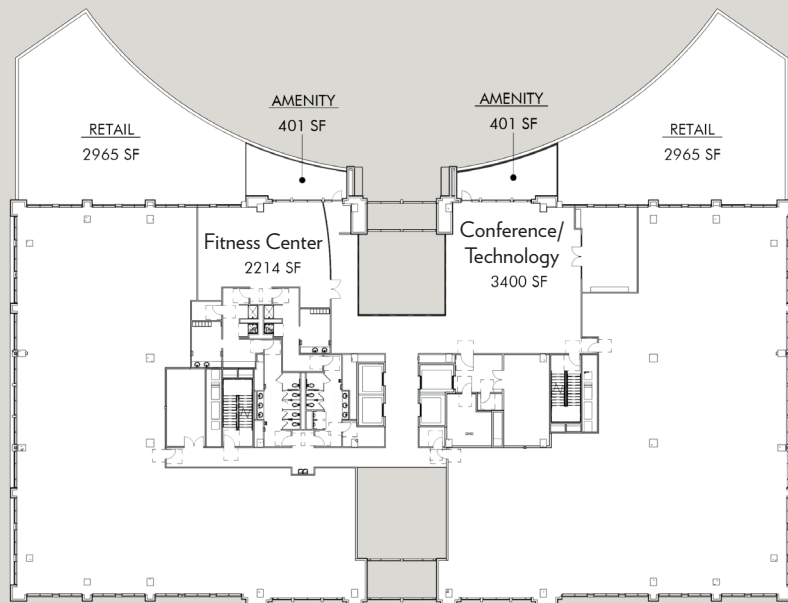 AMENITY
401 SF
AMENITY
401 SF
RETAIL
2965 SF
RETAIL
2965 SF
Fitness Center
2214 SF
Conference/
Technology
3400 SF